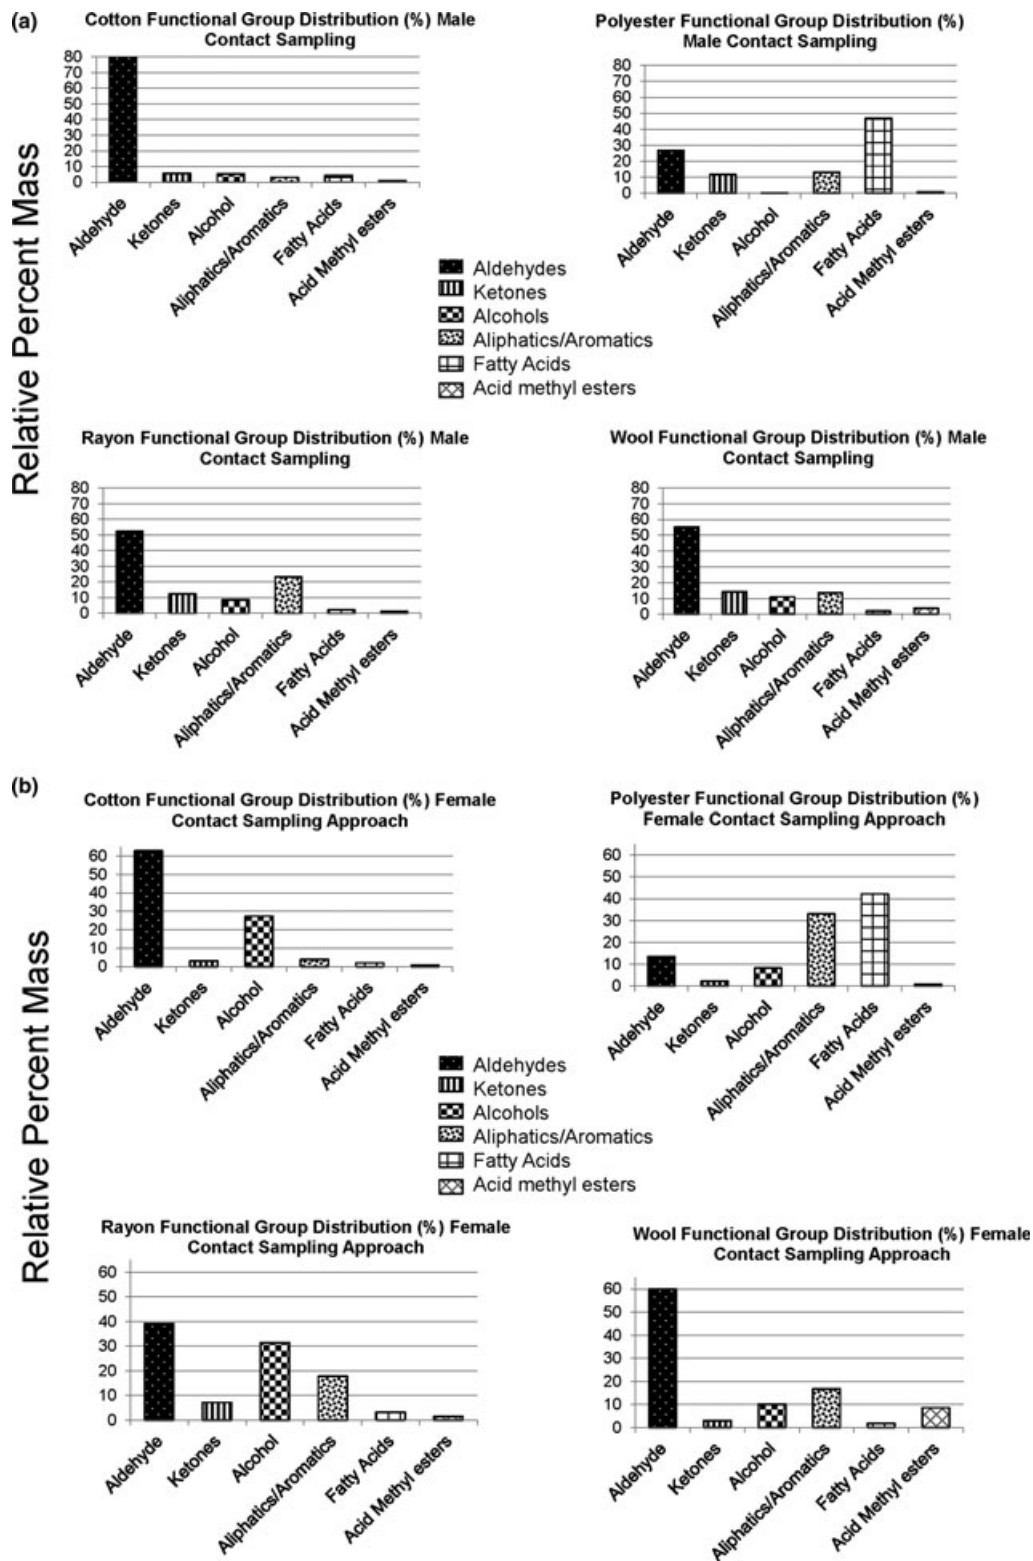 (a)
Cotton Functional Group Distribution (%) Male
Contact Sampling
80
70
60
50
40
30
20
10
0
Aldehyde
Ketones
Alcohol
Aliphatics/Aromatics
Fatty Acids
Acid Methyl esters
Polyester Functional Group Distribution (%)
Male Contact Sampling
80
70
60
50
40
30
20
10
0
Aldehyde
Ketones
Alcohol
Aliphatics/Aromatics
Fatty Acids
Acid Methyl esters
Relative Percent Mass
Aldehydes
Ketones
Alcohols
Aliphatics/Aromatics
Fatty Acids
Acid methyl esters
Rayon Functional Group Distribution (%) Male
Contact Sampling
80
70
60
50
40
30
20
10
0
Aldehyde
Ketones
Alcohol
Aliphatics/Aromatics
Fatty Acids
Acid Methyl esters
Wool Functional Group Distribution (%) Male
Contact Sampling
80
70
60
50
40
30
20
10
0
Aldehyde
Ketones
Alcohol
Aliphatics/Aromatics
Fatty Acids
Acid Methyl esters
(b)
Cotton Functional Group Distribution (%) Female
Contact Sampling Approach
60
50
40
30
20
10
0
Aldehyde
Ketones
Alcohol
Aliphatics/Aromatics
Fatty Acids
Acid Methyl esters
Polyester Functional Group Distribution (%)
Female Contact Sampling Approach
60
50
40
30
20
10
0
Aldehyde
Ketones
Alcohol
Aliphatics/Aromatics
Fatty Acids
Acid Methyl esters
Relative Percent Mass
Aldehydes
Ketones
Alcohols
Aliphatics/Aromatics
Fatty Acids
Acid methyl esters
Rayon Functional Group Distribution (%) Female
Contact Sampling Approach
60
50
40
30
20
10
0
Aldehyde
Ketones
Alcohol
Aliphatics/Aromatics
Fatty Acids
Acid Methyl esters
Wool Functional Group Distribution (%) Female
Contact Sampling Approach
60
50
40
30
20
10
0
Aldehyde
Ketones
Alcohol
Aliphatics/Aromatics
Fatty Acids
Acid Methyl esters